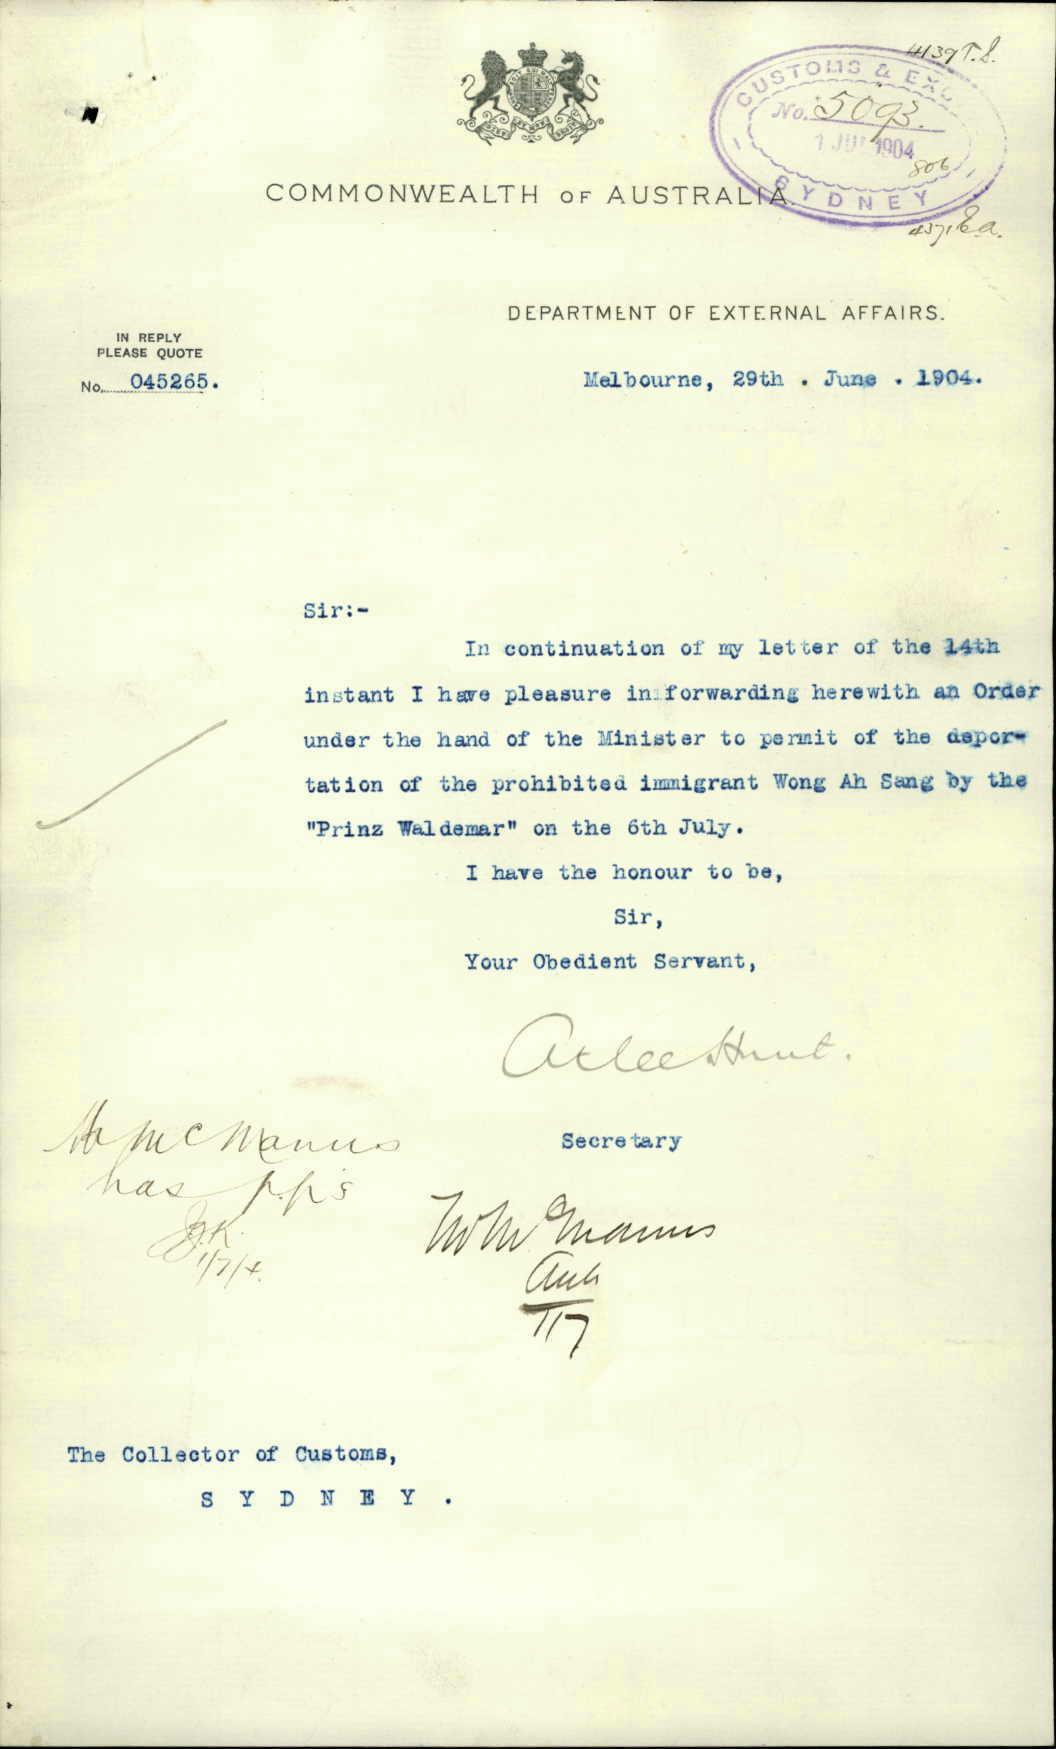 4139 T.S.
CUSTOMS & EXC
No. 5093.
1 JUL 1904
806
SYDNEY
COMMONWEALTH OF AUSTRALIA.
DEPARTMENT OF EXTERNAL AFFAIRS.
IN REPLY
PLEASE QUOTE
No. 045265.
Melbourne, 29th . June . 1904.
Sir:-
In continuation of my letter of the 14th
instant I have pleasure in forwarding herewith an Order
under the hand of the Minister to permit of the depor-
tation of the prohibited immigrant Wong Ah Sang by the
"Prinz Waldemar" on the 6th July.
I have the honour to be,
Sir,
Your Obedient Servant,
Atlee Hunt.
Secretary
Mr McManus
has p.p's
J.K.
1/7/4.
McManus
1/7
The Collector of Customs,
S Y D N E Y .